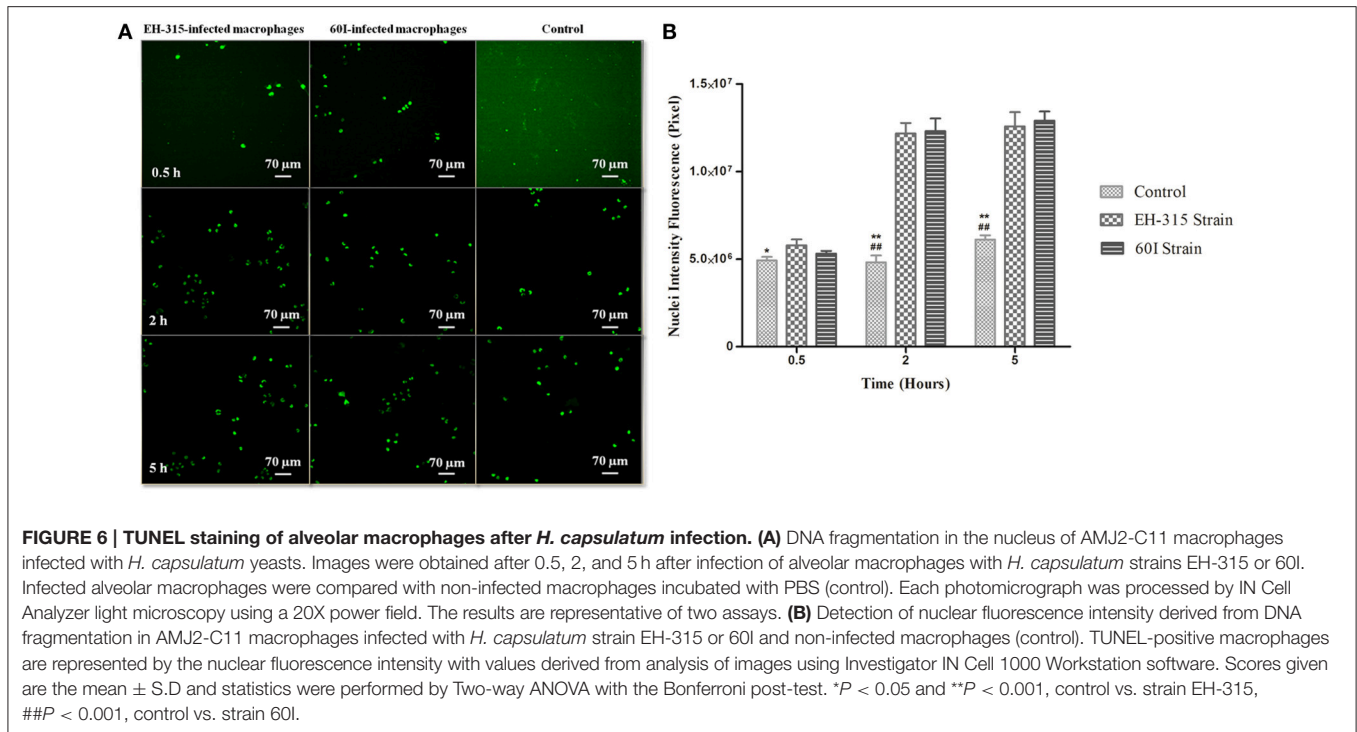 A
EH-315-infected macrophages
60I-infected macrophages
Control
70 µm
70 µm
70 µm
0.5 h
70 µm
70 µm
70 µm
2 h
70 µm
70 µm
70 µm
5 h
B
Nuclei Intensity Fluorescence (Pixel)
1.5×10⁷
1.0×10⁷
5.0×10⁶
0
*
**
##
**
##
0.5
2
5
Time (Hours)
Control
EH-315 Strain
60I Strain
FIGURE 6 | TUNEL staining of alveolar macrophages after H. capsulatum infection. (A) DNA fragmentation in the nucleus of AMJ2-C11 macrophages
infected with H. capsulatum yeasts. Images were obtained after 0.5, 2, and 5 h after infection of alveolar macrophages with H. capsulatum strains EH-315 or 60I.
Infected alveolar macrophages were compared with non-infected macrophages incubated with PBS (control). Each photomicrograph was processed by IN Cell
Analyzer light microscopy using a 20X power field. The results are representative of two assays. (B) Detection of nuclear fluorescence intensity derived from DNA
fragmentation in AMJ2-C11 macrophages infected with H. capsulatum strain EH-315 or 60I and non-infected macrophages (control). TUNEL-positive macrophages
are represented by the nuclear fluorescence intensity with values derived from analysis of images using Investigator IN Cell 1000 Workstation software. Scores given
are the mean ± S.D and statistics were performed by Two-way ANOVA with the Bonferroni post-test. *P < 0.05 and **P < 0.001, control vs. strain EH-315,
##P < 0.001, control vs. strain 60I.